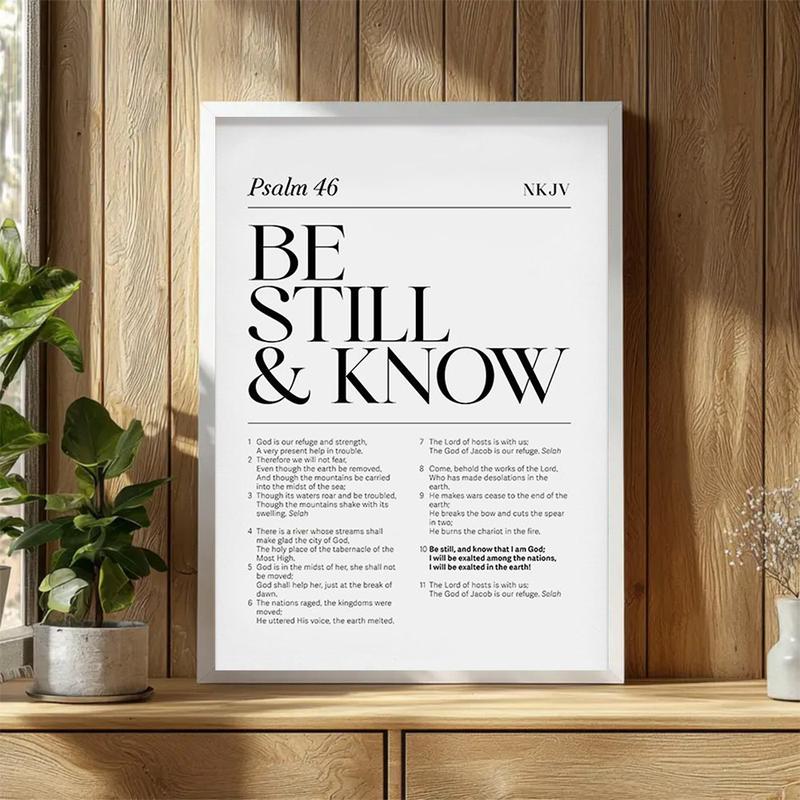 Psalm 46
NKJV
BE
STILL
& KNOW
1 God is our refuge and strength,
A very present help in trouble.
2 Therefore we will not fear,
Even though the earth be removed,
And though the mountains be carried
into the midst of the sea;
3 Though its waters roar and be troubled,
Though the mountains shake with its
swelling. Selah
4 There is a river whose streams shall
make glad the city of God,
The holy place of the tabernacle of the
Most High.
5 God is in the midst of her, she shall not
be moved;
God shall help her, just at the break of
dawn.
6 The nations raged, the kingdoms were
moved;
He uttered His voice, the earth melted.
7 The Lord of hosts is with us;
The God of Jacob is our refuge. Selah
8 Come, behold the works of the Lord,
Who has made desolations in the
earth.
9 He makes wars cease to the end of the
earth;
He breaks the bow and cuts the spear
in two;
He burns the chariot in the fire.
10 Be still, and know that I am God;
I will be exalted among the nations,
I will be exalted in the earth!
11 The Lord of hosts is with us;
The God of Jacob is our refuge. Selah